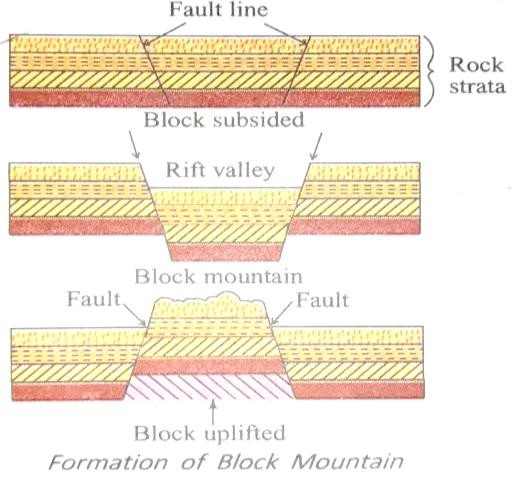 Fault line
Rock
strata
Block subsided
Rift valley
Block mountain
Fault
Fault
Block uplifted
Formation of Block Mountain